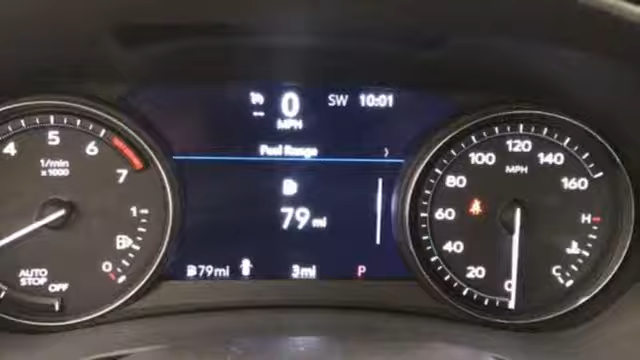 0 SW 10:01
MPH
Fuel Range
79 mi
79mi 3mi P
4 5 6 7
1/min
x1000
1
0
AUTO
STOP OFF
0 20 40 60 80 100 120 140 160
MPH
H
C